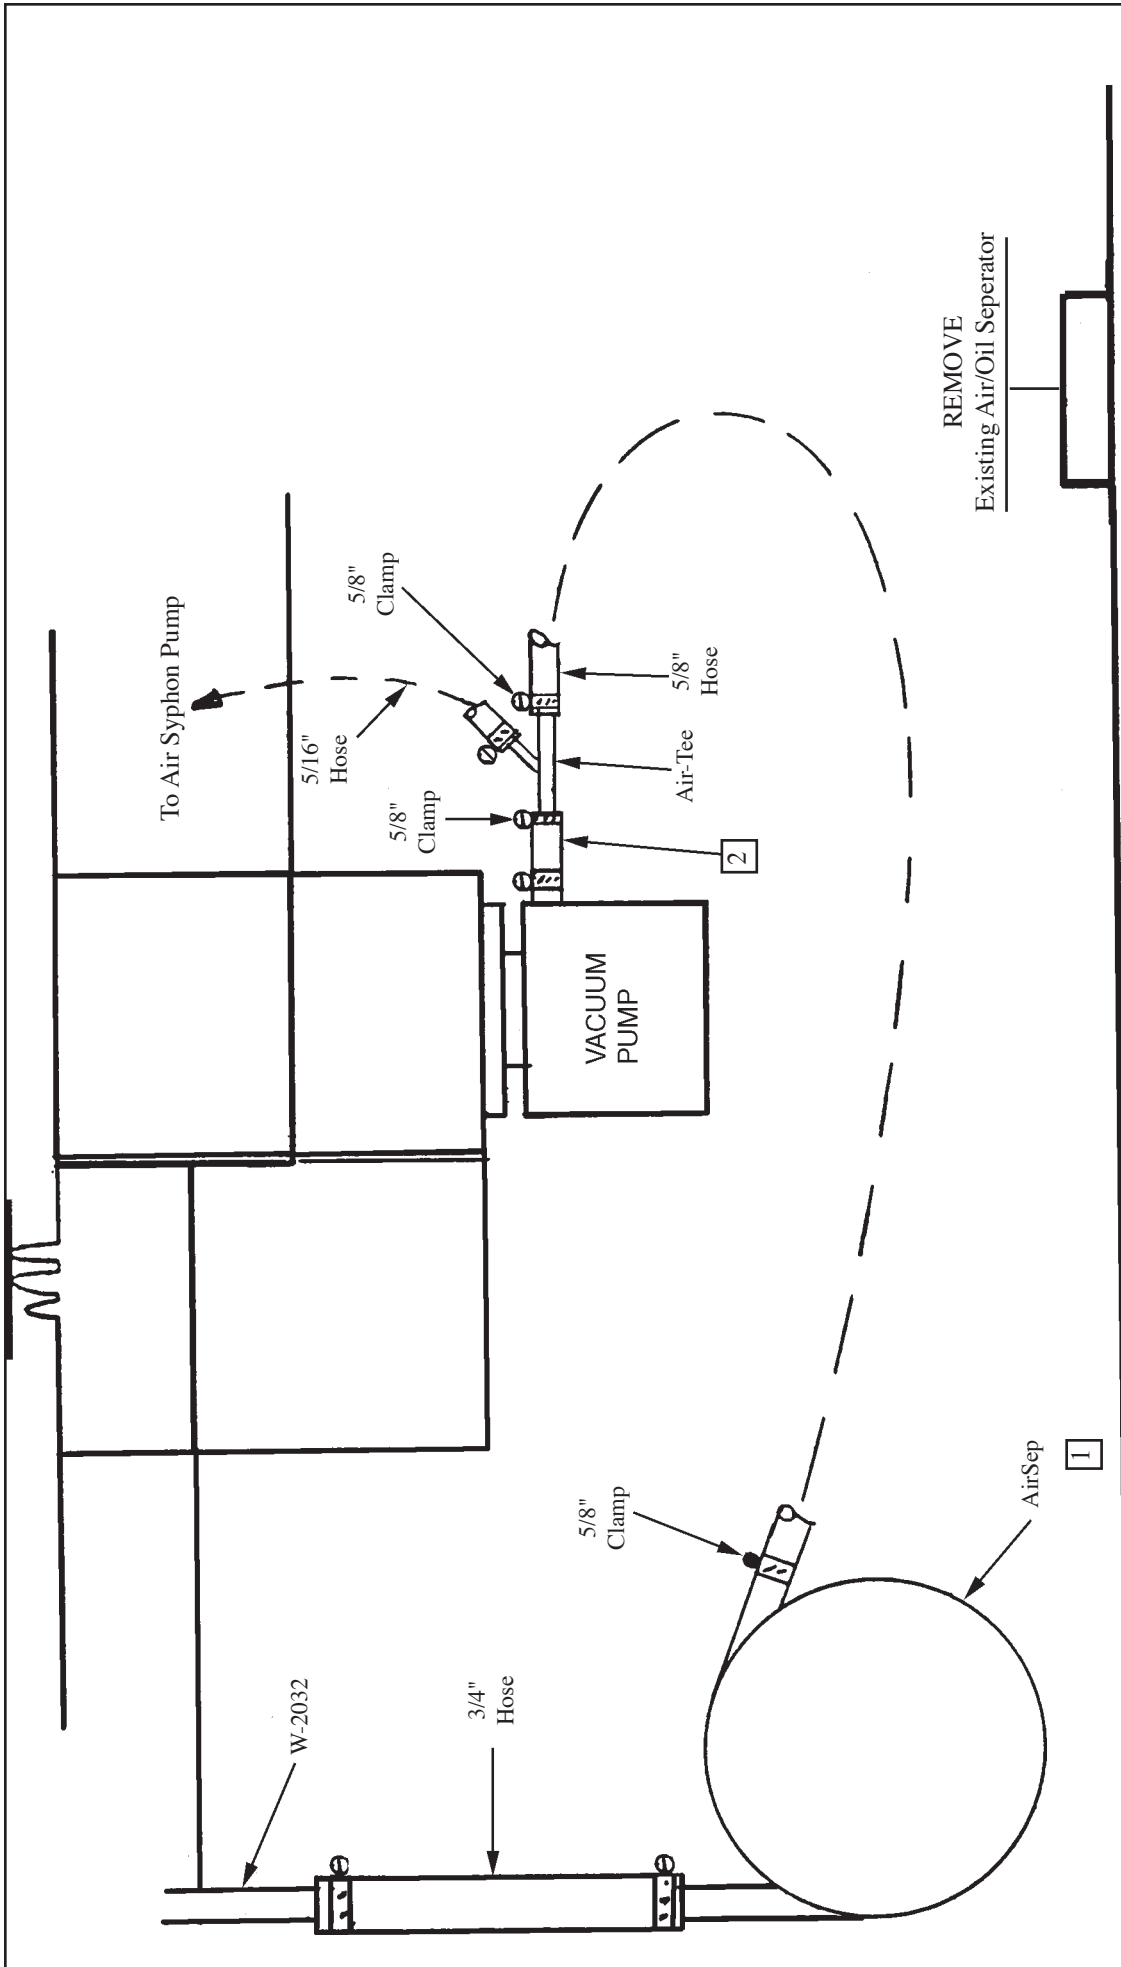 To Air Syphon Pump
5/16"
Hose
5/8"
Clamp
5/8"
Clamp
5/8"
Hose
Air-Tee
2
VACUUM
PUMP
REMOVE
Existing Air/Oil Seperator
W-2032
3/4"
Hose
5/8"
Clamp
AirSep
1